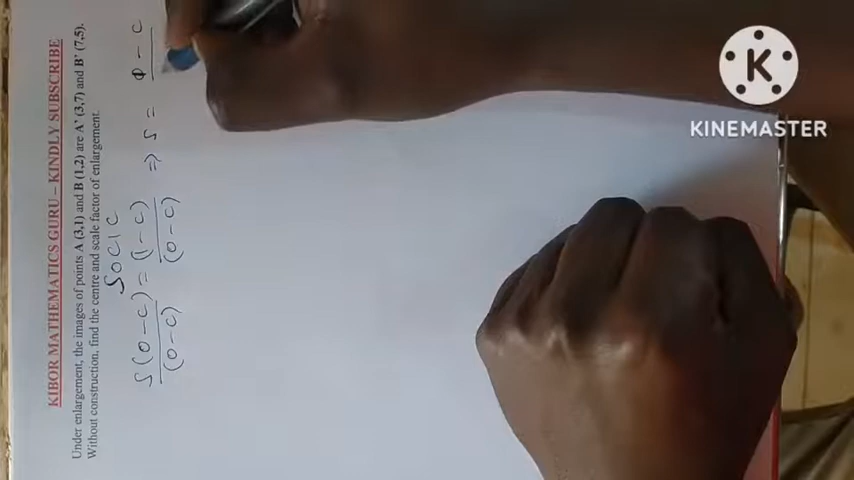 KIBOR MATHEMATICS GURU – KINDLY SUBSCRIBE
Under enlargement, the images of points A (3,1) and B (1,2) are A' (3,7) and B' (7,5).
Without construction, find the centre and scale factor of enlargement.
SOCIC
S(O-C) = (I-C) ⇒ S =
(O-C) (O-C)
K
KINEMASTER